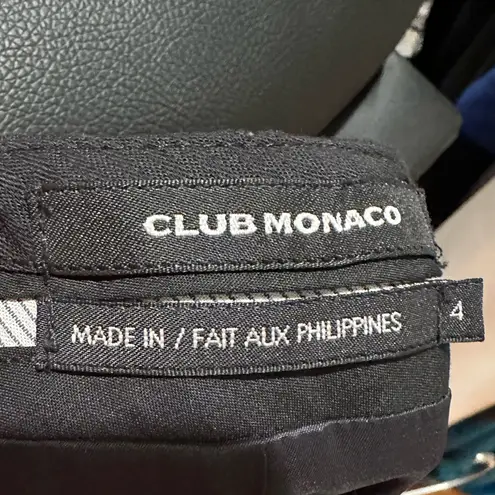 CLUB MONACO
MADE IN / FAIT AUX PHILIPPINES
4